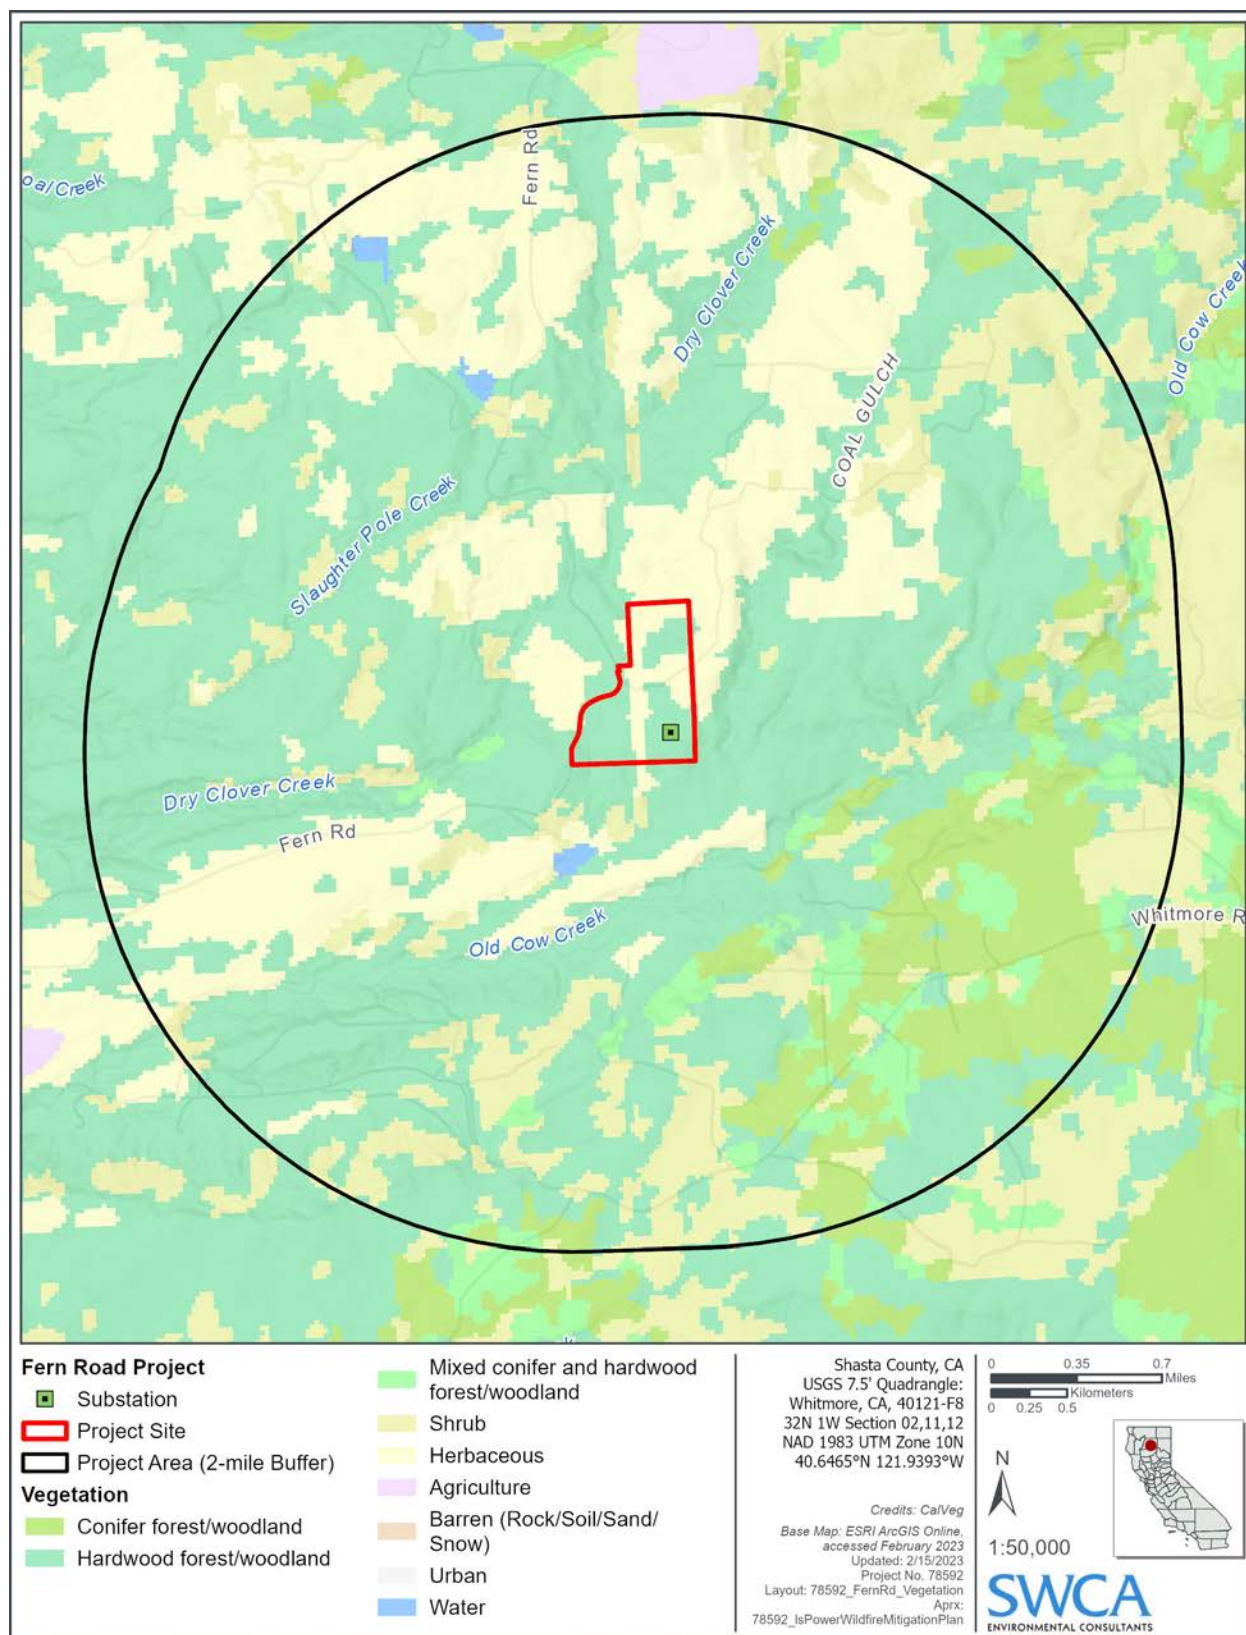 Fern Rd
oal Creek
Dry Clover Creek
Old Cow Creek
COAL GULCH
Slaughter Pole Creek
Dry Clover Creek
Fern Rd
Whitmore R
Old Cow Creek
k
Fern Road Project
Substation
Project Site
Project Area (2-mile Buffer)
Vegetation
Conifer forest/woodland
Hardwood forest/woodland
Mixed conifer and hardwood
forest/woodland
Shrub
Herbaceous
Agriculture
Barren (Rock/Soil/Sand/
Snow)
Urban
Water
Shasta County, CA
USGS 7.5' Quadrangle:
Whitmore, CA, 40121-F8
32N 1W Section 02,11,12
NAD 1983 UTM Zone 10N
40.6465°N 121.9393°W
Credits: CalVeg
Base Map: ESRI ArcGIS Online,
accessed February 2023
Updated: 2/15/2023
Project No. 78592
Layout: 78592_FernRd_Vegetation
Aprx:
78592_lsPowerWildfireMitigationPlan
0 0.35 0.7
Miles
Kilometers
0 0.25 0.5
N
1:50,000
SWCA
ENVIRONMENTAL CONSULTANTS